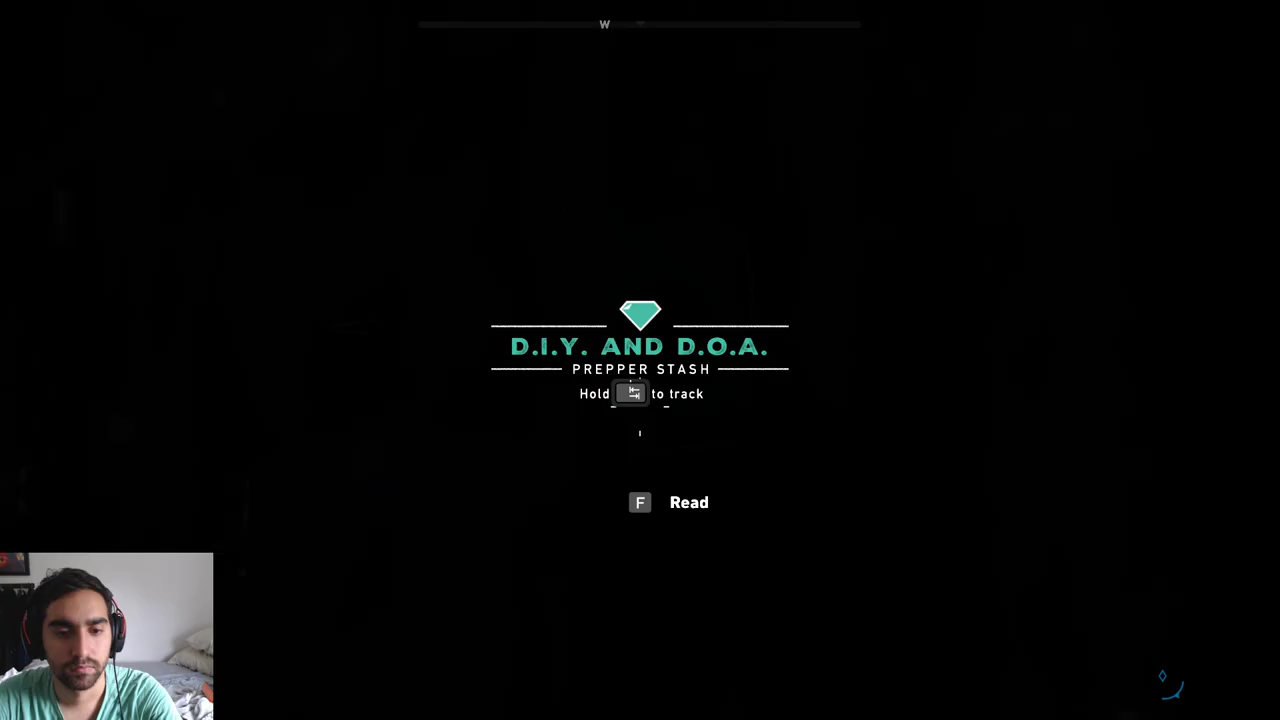 W
D.I.Y. AND D.O.A.
PREPPER STASH
Hold to track
F Read